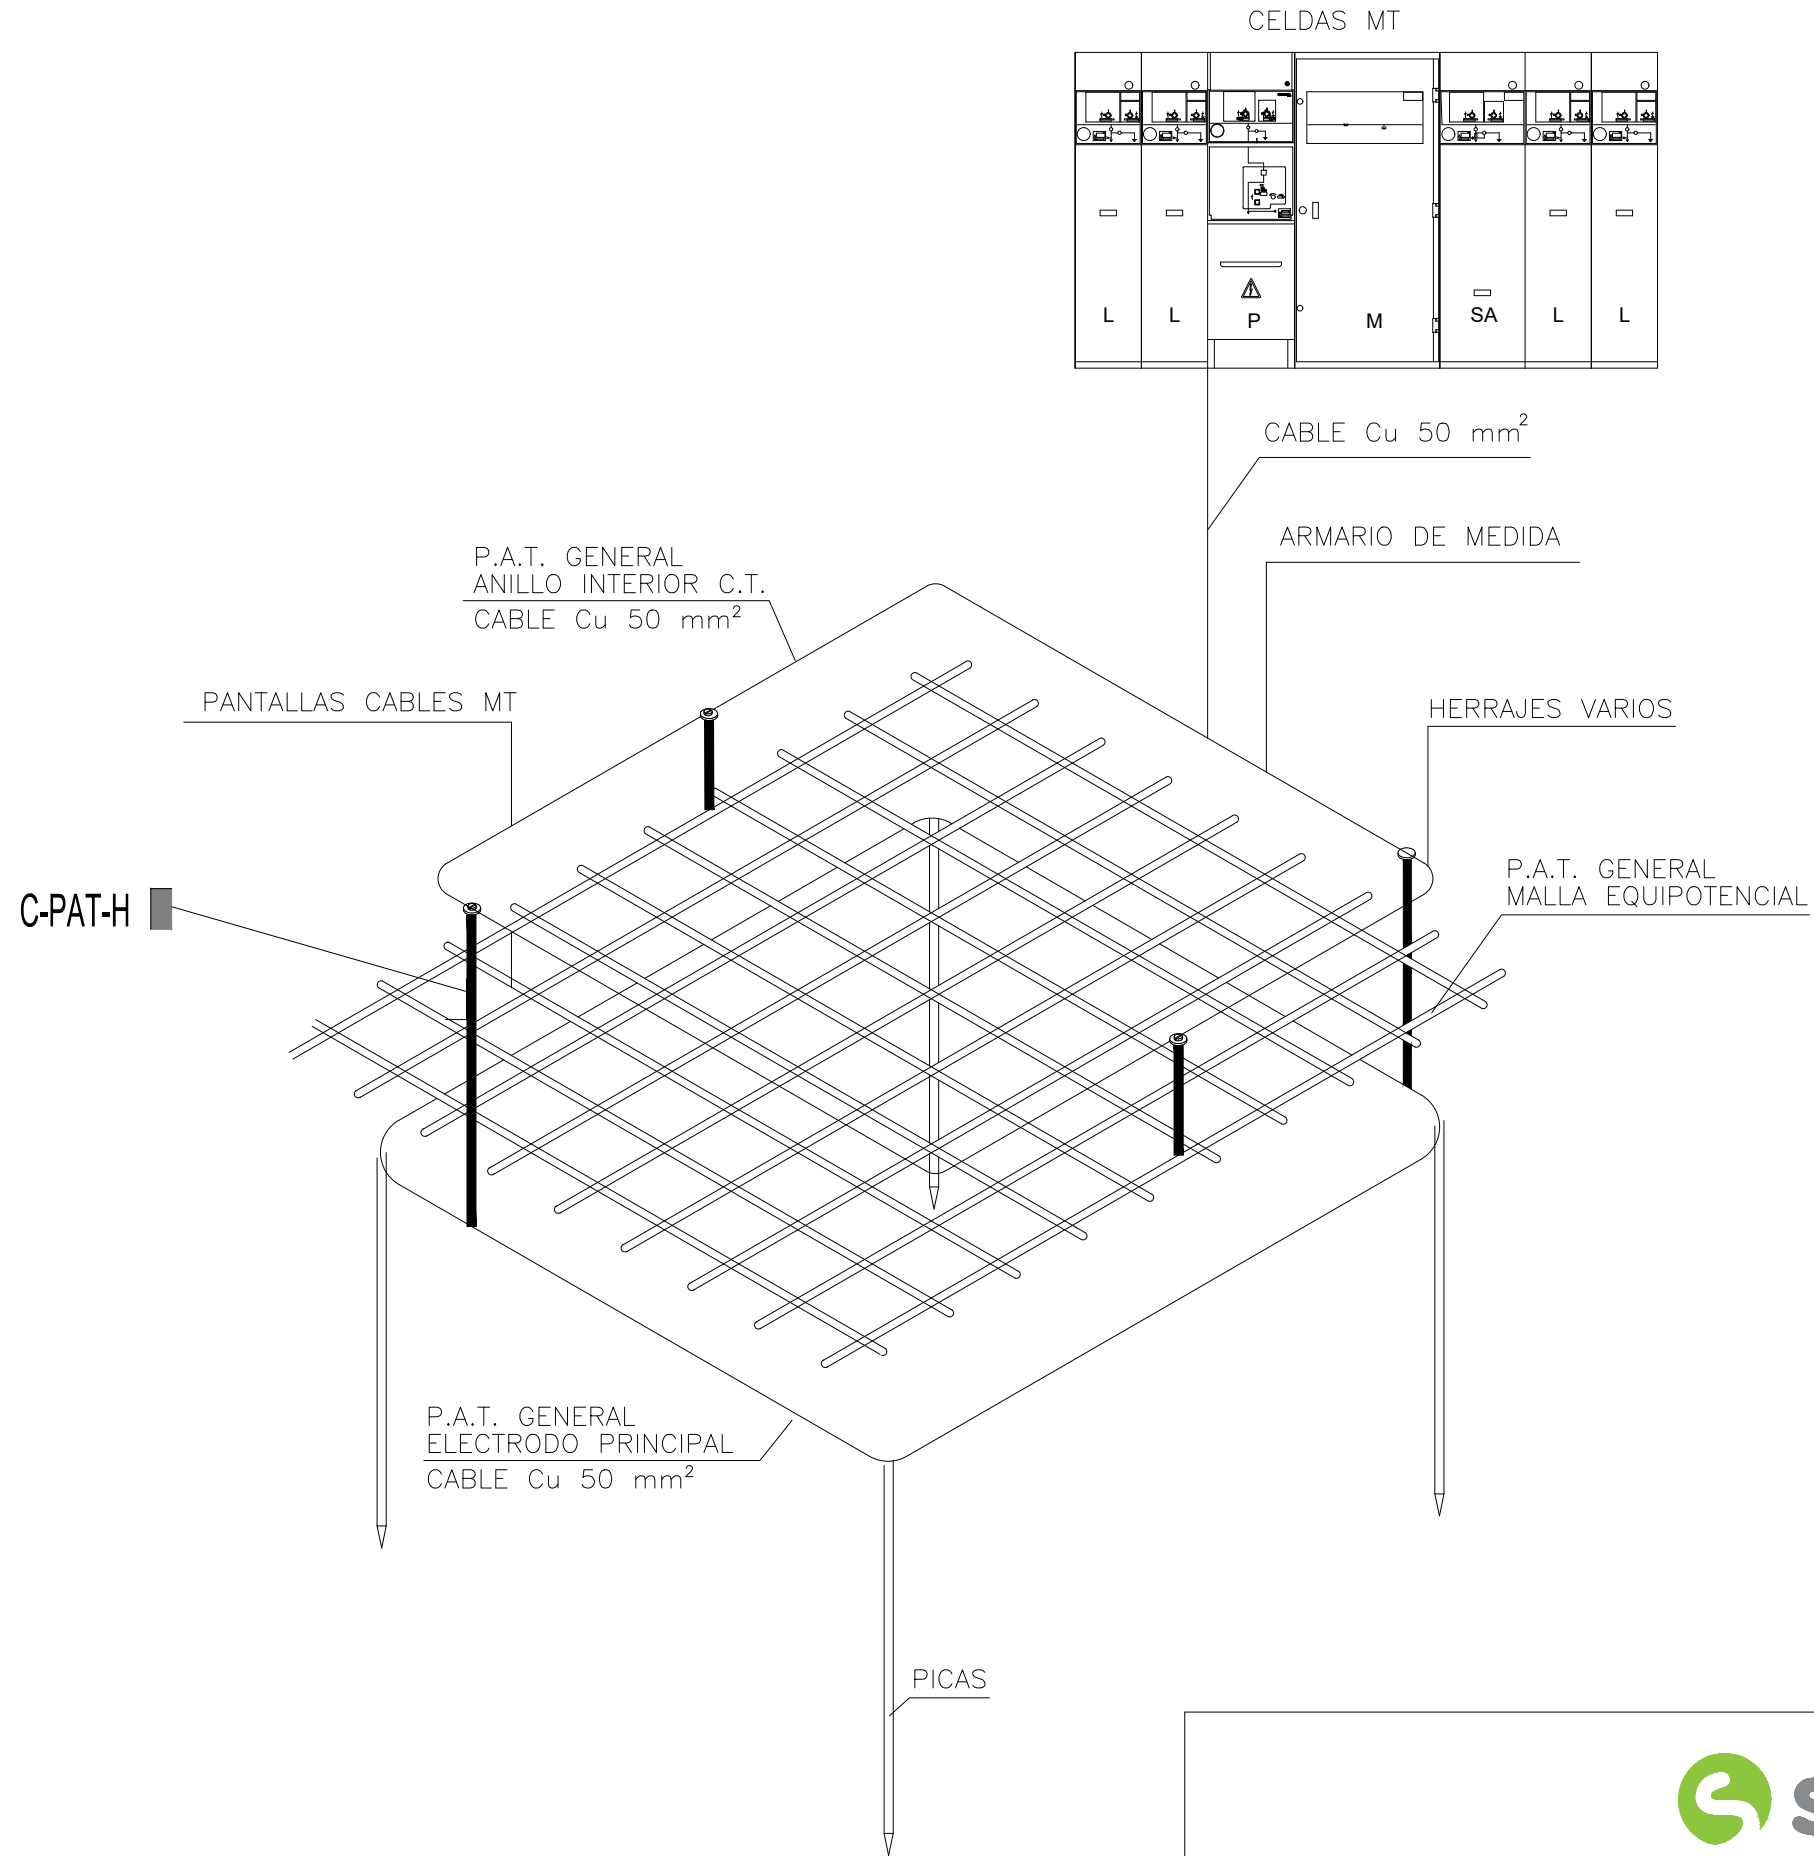 CELDAS MT
L L P M SA L L
CABLE Cu 50 mm²
ARMARIO DE MEDIDA
P.A.T. GENERAL
ANILLO INTERIOR C.T.
CABLE Cu 50 mm²
PANTALLAS CABLES MT
HERRAJES VARIOS
P.A.T. GENERAL
MALLA EQUIPOTENCIAL
C-PAT-H
P.A.T. GENERAL
ELECTRODO PRINCIPAL
CABLE Cu 50 mm²
PICAS